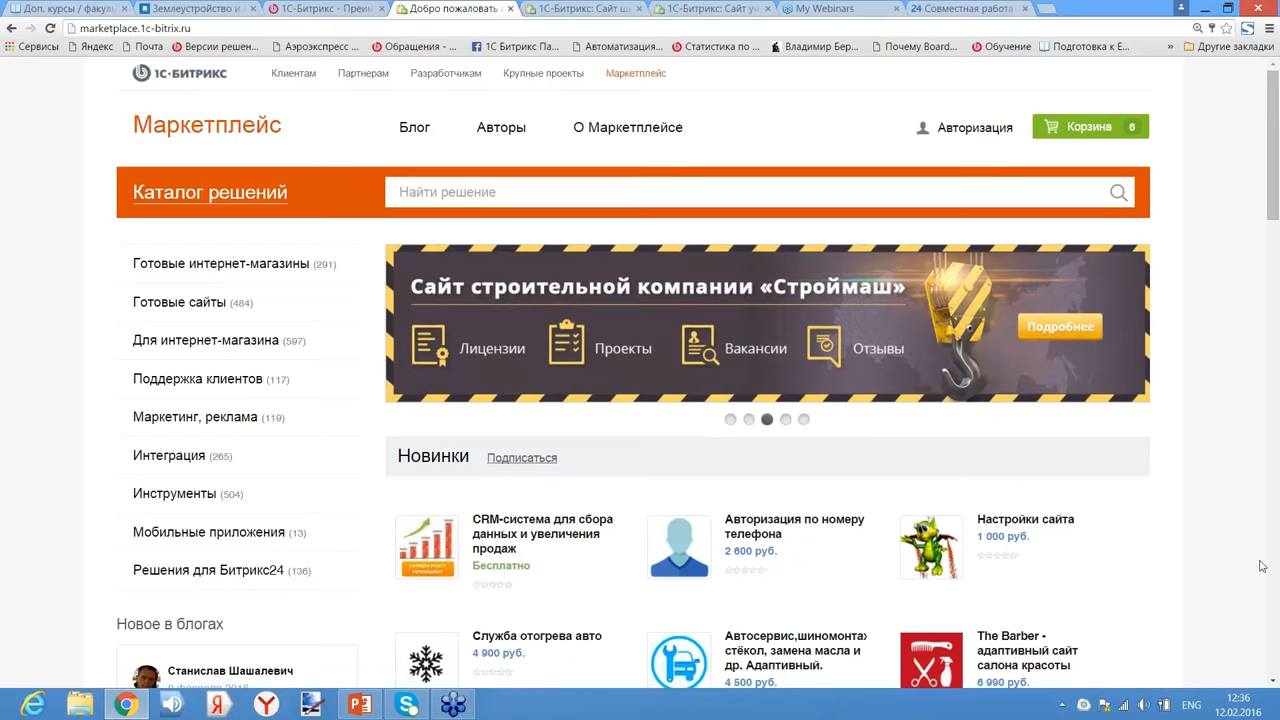 Доп. курсы / факуль
Землеустройство и
1С-Битрикс - Преим
Добро пожаловать
1С-Битрикс: Сайт ш
1С-Битрикс: Сайт у
My Webinars
24 Совместная работа
marketplace.1c-bitrix.ru
Сервисы
Яндекс
Почта
Версии решен...
Аэроэкспресс ...
Обращения - ...
1С Битрикс Па...
Автоматизация...
Статистика по ...
Владимир Бер...
Почему Board...
Обучение
Подготовка к Е...
»
Другие закладки
1С·БИТРИКС
Клиентам
Партнерам
Разработчикам
Крупные проекты
Маркетплейс
Маркетплейс
Блог
Авторы
О Маркетплейсе
Авторизация
Корзина 6
Каталог решений
Найти решение
Готовые интернет-магазины (291)
Готовые сайты (484)
Для интернет-магазина (597)
Поддержка клиентов (117)
Маркетинг, реклама (119)
Интеграция (265)
Инструменты (504)
Мобильные приложения (13)
Решения для Битрикс24 (136)
Сайт строительной компании «Строймаш»
Лицензии
Проекты
Вакансии
Отзывы
Подробнее
Новинки
Подписаться
CRM-система для сбора
данных и увеличения
продаж
Бесплатно
Авторизация по номеру
телефона
2 600 руб.
Настройки сайта
1 000 руб.
Служба отогрева авто
4 900 руб.
Автосервис,шиномонтаж
стёкол, замена масла и
др. Адаптивный.
4 500 руб.
The Barber -
адаптивный сайт
салона красоты
6 990 руб.
Новое в блогах
Станислав Шашалевич
9 февраля 2016
ENG
12:36
12.02.2016